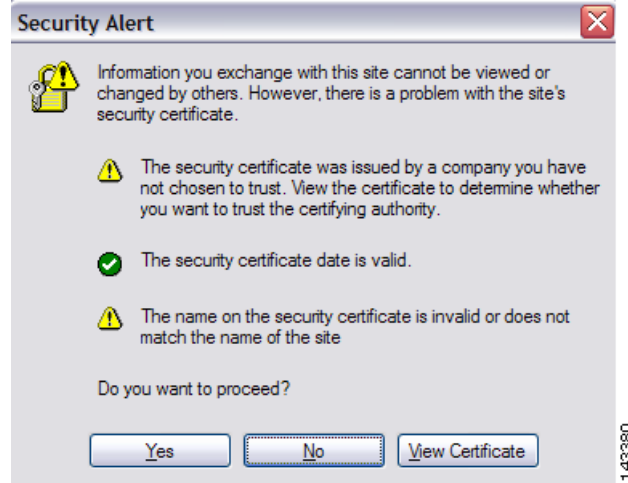 Security Alert
Information you exchange with this site cannot be viewed or
changed by others. However, there is a problem with the site's
security certificate.
The security certificate was issued by a company you have
not chosen to trust. View the certificate to determine whether
you want to trust the certifying authority.
The security certificate date is valid.
The name on the security certificate is invalid or does not
match the name of the site
Do you want to proceed?
Yes
No
View Certificate
143380